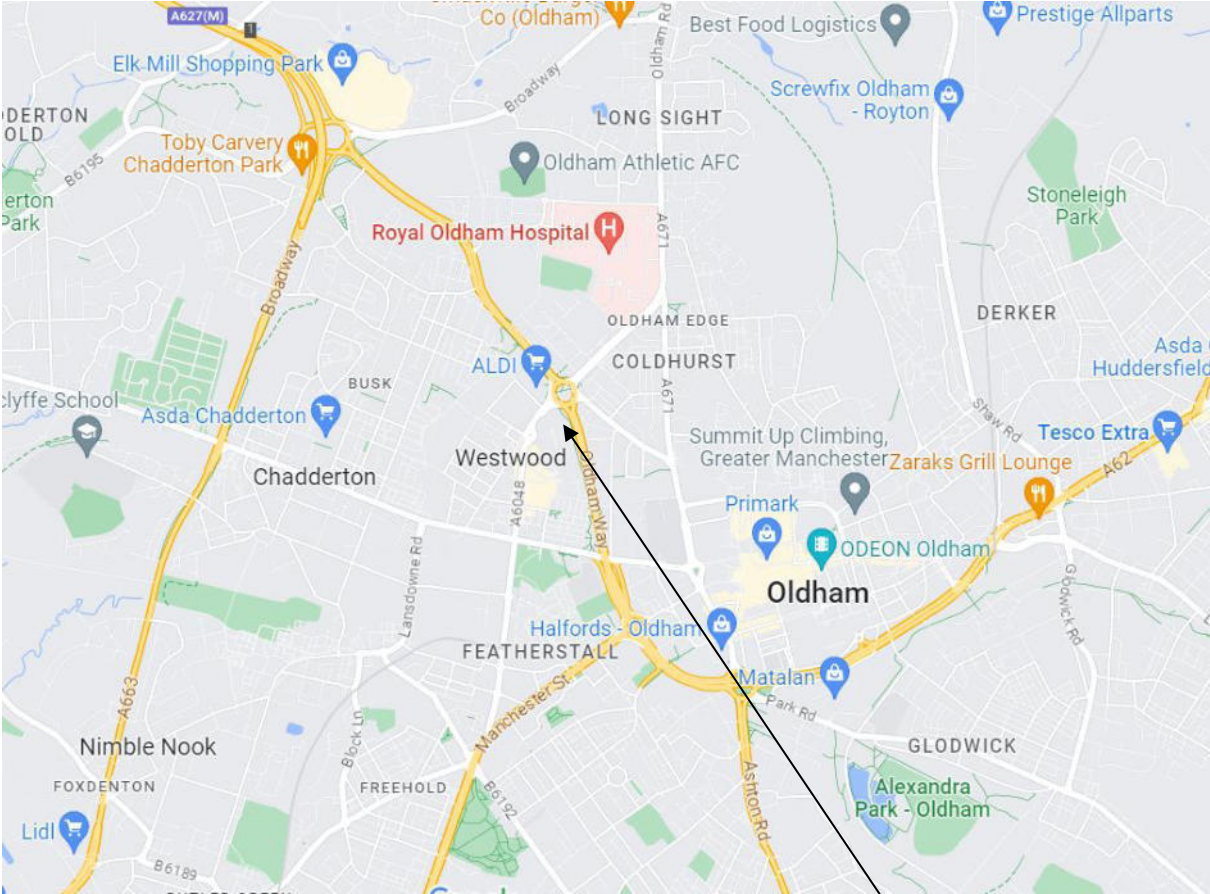 A627(M)
1
Co (Oldham)
Oldham Rd
Best Food Logistics
Prestige Allparts
Elk Mill Shopping Park
Broadway
Screwfix Oldham
- Royton
DERTON
OLD
LONG SIGHT
Toby Carvery
Chadderton Park
B6195
Oldham Athletic AFC
erton
Park
Stoneleigh
Park
Royal Oldham Hospital
H
A671
Broadway
OLDHAM EDGE
DERKER
ALDI
COLDHURST
Asda
Huddersfield
BUSK
A671
clyffe School
Asda Chadderton
Shaw Rd
Summit Up Climbing,
Greater Manchester
Tesco Extra
Zaraks Grill Lounge
A62
Westwood
Chadderton
Oldham Way
A6048
Primark
ODEON Oldham
Lansdowne Rd
Oldham
Glodwick Rd
Halfords - Oldham
FEATHERSTALL
Matalan
A663
Manchester St
Park Rd
Nimble Nook
Block Ln
GLODWICK
FOXDENTON
FREEHOLD
B6192
Ashton Rd
Alexandra
Park - Oldham
Lidl
B6189